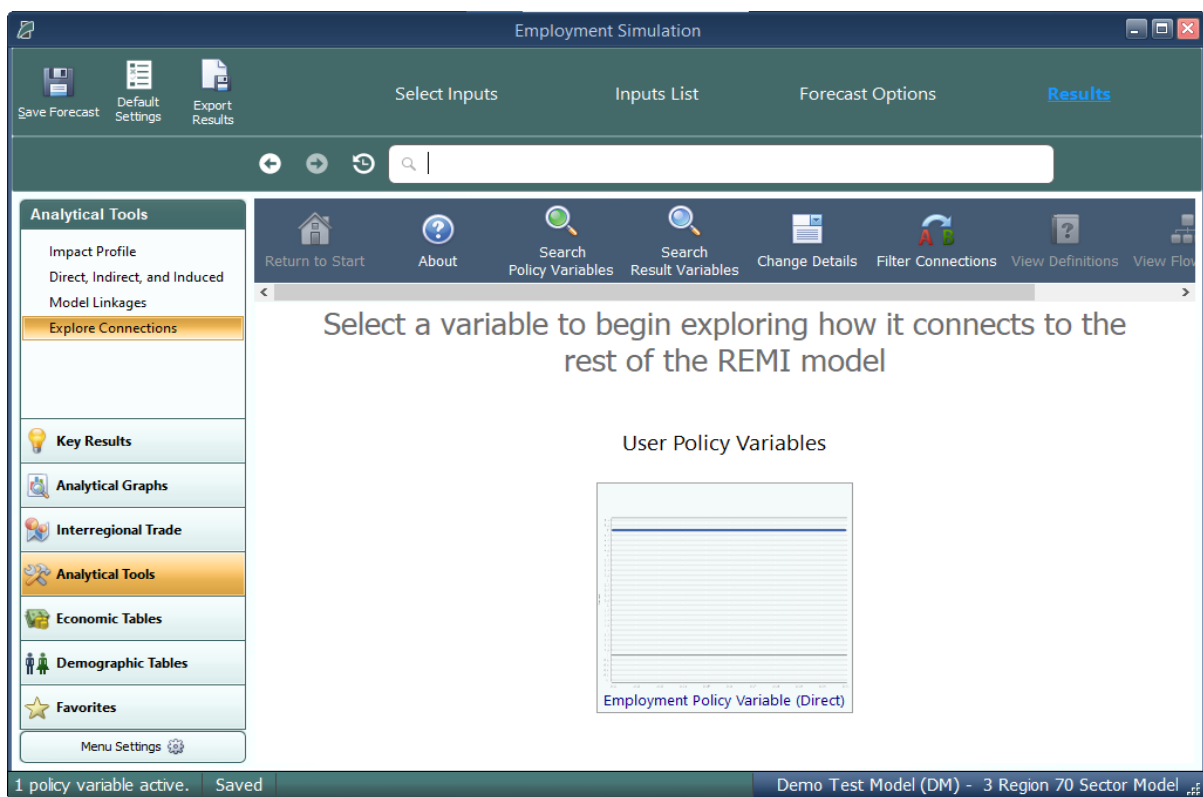 Employment Simulation
Save Forecast
Default
Settings
Export
Results
Select Inputs
Inputs List
Forecast Options
Results
Analytical Tools
Impact Profile
Direct, Indirect, and Induced
Model Linkages
Explore Connections
Key Results
Analytical Graphs
Interregional Trade
Analytical Tools
Economic Tables
Demographic Tables
Favorites
Menu Settings
Return to Start
About
Search
Policy Variables
Search
Result Variables
Change Details
Filter Connections
View Definitions
View Flow
Select a variable to begin exploring how it connects to the
rest of the REMI model
User Policy Variables
Employment Policy Variable (Direct)
1 policy variable active.
Saved
Demo Test Model (DM) - 3 Region 70 Sector Model